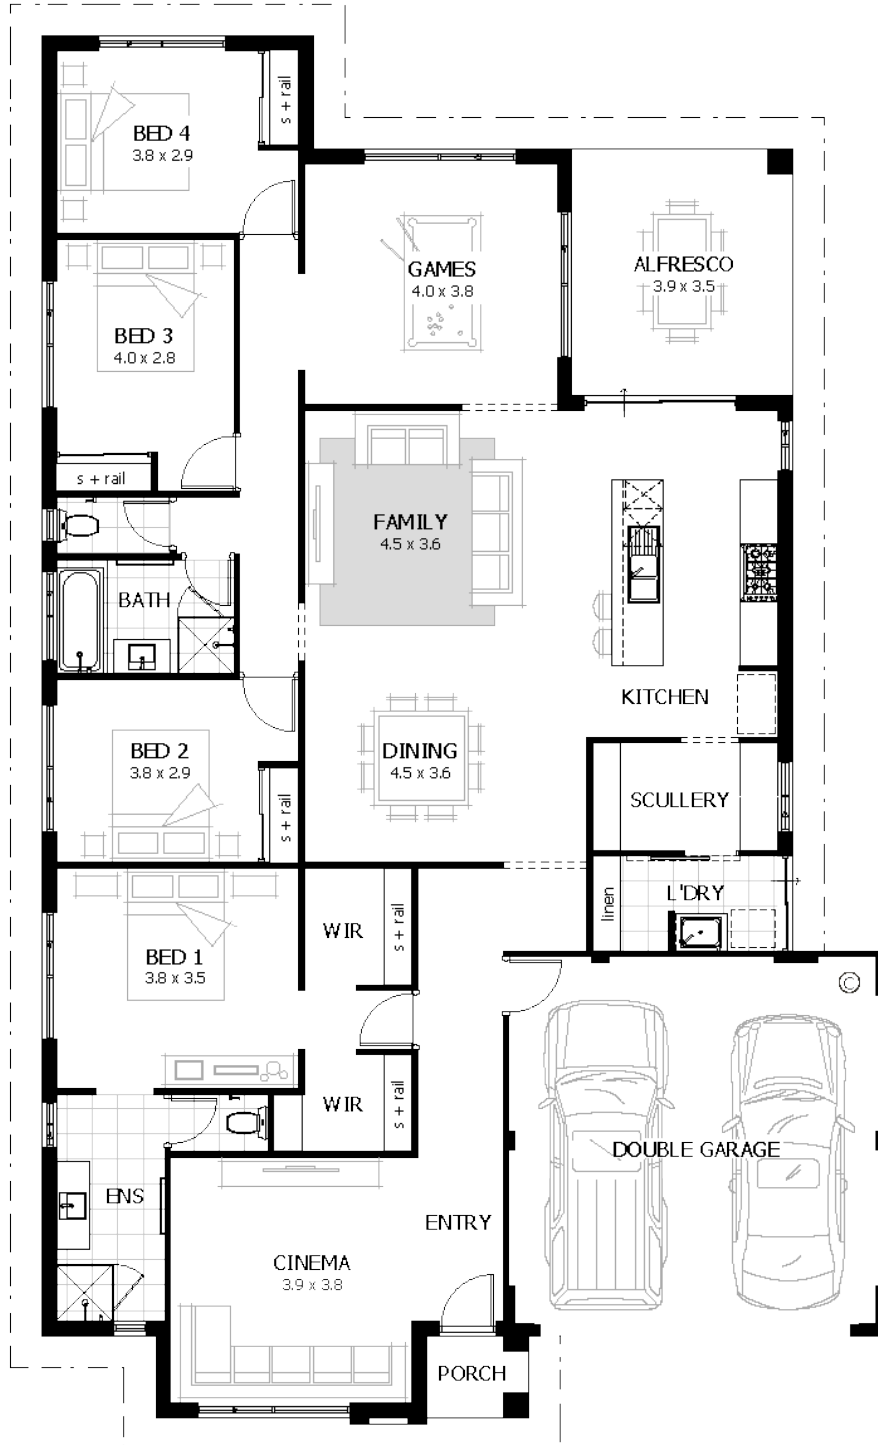 s + rail
BED 4
3.8 x 2.9
GAMES
4.0 x 3.8
ALFRESCO
3.9 x 3.5
BED 3
4.0 x 2.8
s + rail
FAMILY
4.5 x 3.6
BATH
KITCHEN
BED 2
3.8 x 2.9
DINING
4.5 x 3.6
s + rail
SCULLERY
linen
L'DRY
WIR
s + rail
BED 1
3.8 x 3.5
WIR
s + rail
DOUBLE GARAGE
ENS
ENTRY
CINEMA
3.9 x 3.8
PORCH